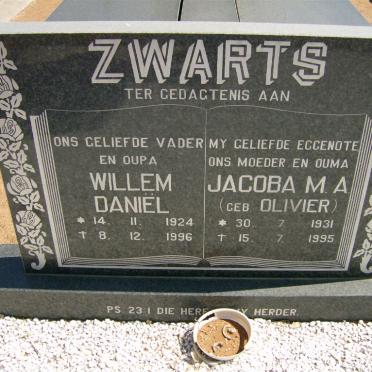 ZWARTS
TER GEDAGTENIS AAN
ONS GELIEFDE VADER
EN OUPA
WILLEM
DANIËL
* 14. 11. 1924
† 8. 12. 1996
MY GELIEFDE EGGENOTE
ONS MOEDER EN OUMA
JACOBA M. A.
(GEB OLIVIER)
* 30. 7. 1931
† 15. 7. 1995
PS. 23:1 DIE HERE MY HERDER.